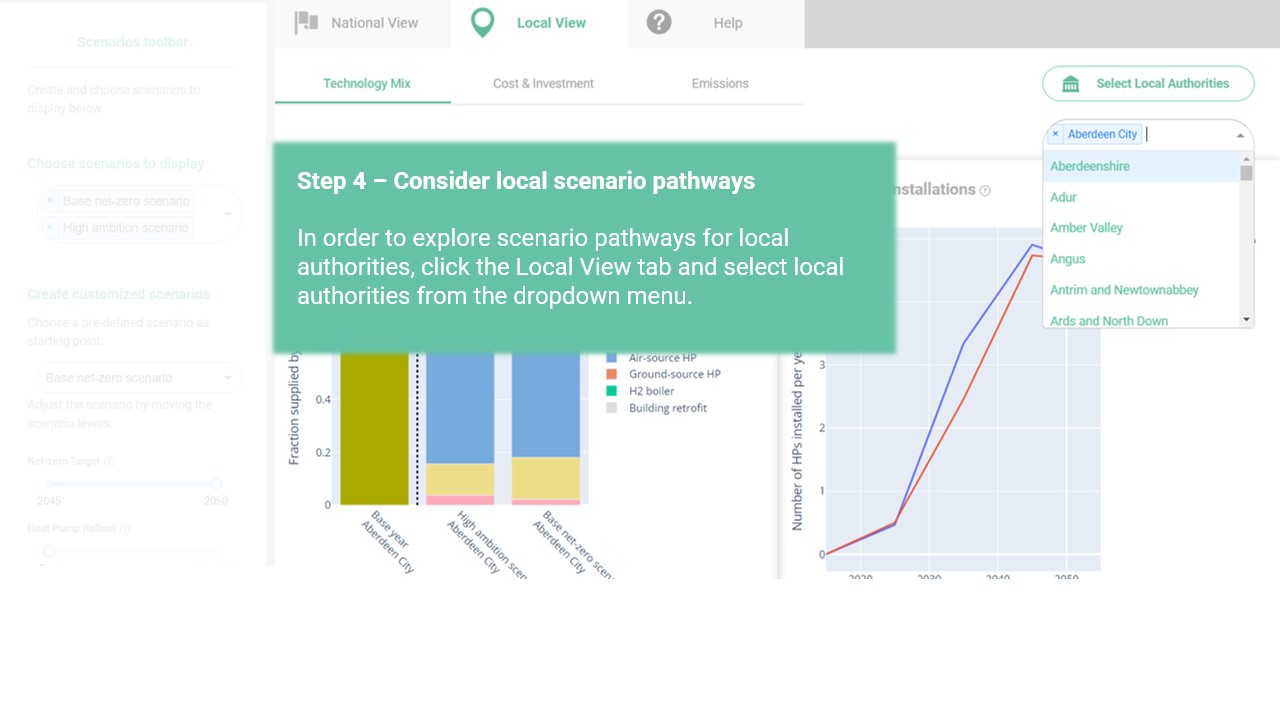 National View
Local View
Help
Scenarios toolbar
Create and choose scenarios to
display below.
Choose scenarios to display
× Base net-zero scenario
× High ambition scenario
Create customized scenarios
Choose a pre-defined scenario as
starting point.
Base net-zero scenario
Adjust the scenario by moving the
scenario levers.
Net-zero Target ?
2045
2050
Heat Pump Rollout
Technology Mix
Cost & Investment
Emissions
Select Local Authorities
× Aberdeen City
Aberdeenshire
Adur
Amber Valley
Angus
Antrim and Newtownabbey
Ards and North Down
Step 4 – Consider local scenario pathways
In order to explore scenario pathways for local
authorities, click the Local View tab and select local
authorities from the dropdown menu.
Fraction supplied by
0.4
0.2
0
Base year
Aberdeen City
High ambition scen
Aberdeen City
Base net-zero scen
Aberdeen City
Air-source HP
Ground-source HP
H2 boiler
Building retrofit
nstallations ?
Number of HPs installed per ye
3
2
1
0
2020
2030
2040
2050